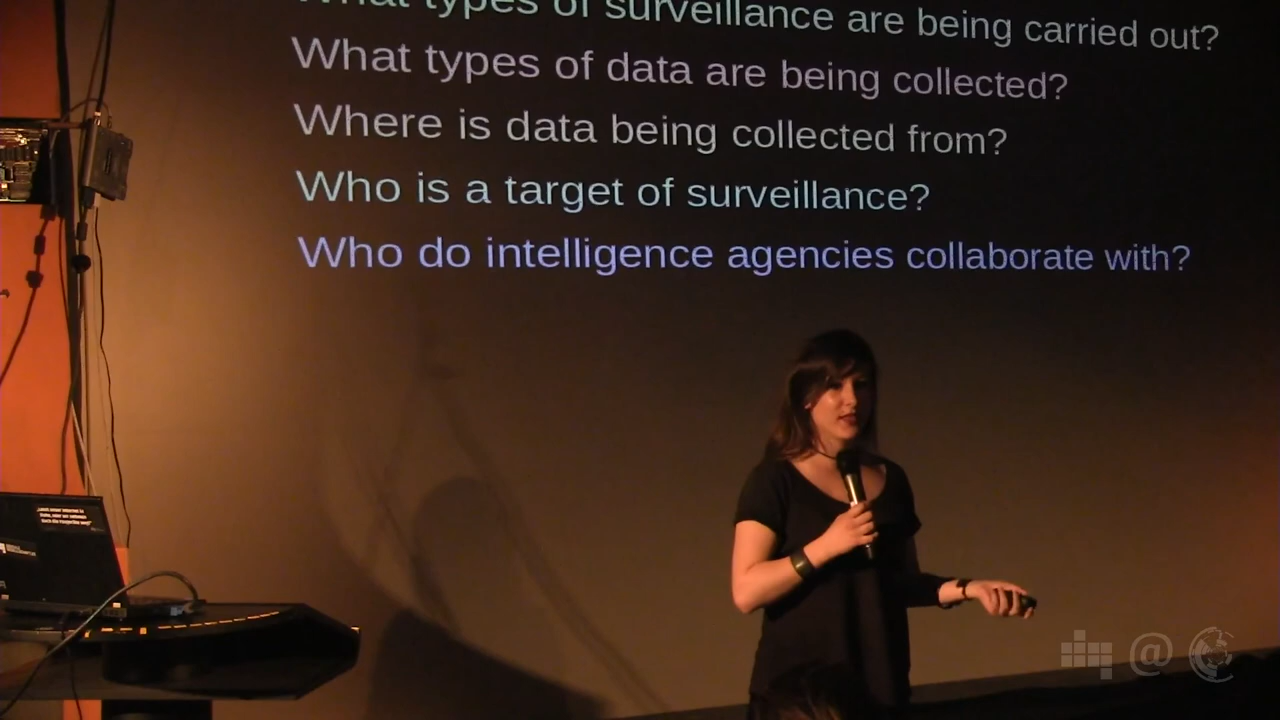 What types of surveillance are being carried out?
What types of data are being collected?
Where is data being collected from?
Who is a target of surveillance?
Who do intelligence agencies collaborate with?
@